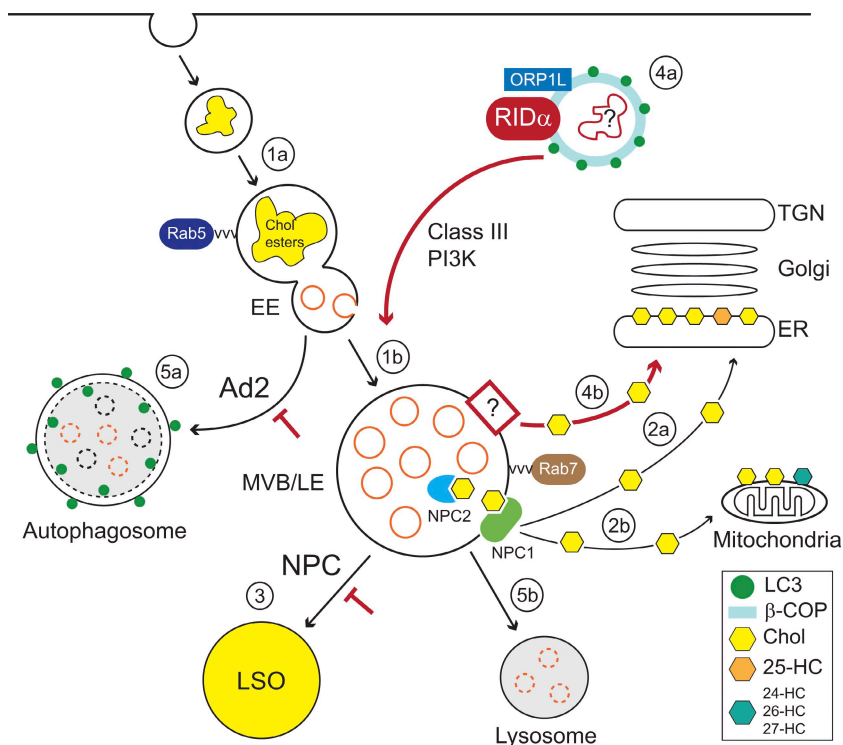 ORP1L
4a
RIDα
?
1a
Rab5
Chol
esters
Class III
PI3K
TGN
Golgi
ER
EE
1b
5a
Ad2
?
4b
2a
MVB/LE
Rab7
NPC2
NPC1
2b
Autophagosome
Mitochondria
NPC
3
5b
LSO
Lysosome
LC3
β-COP
Chol
25-HC
24-HC
26-HC
27-HC